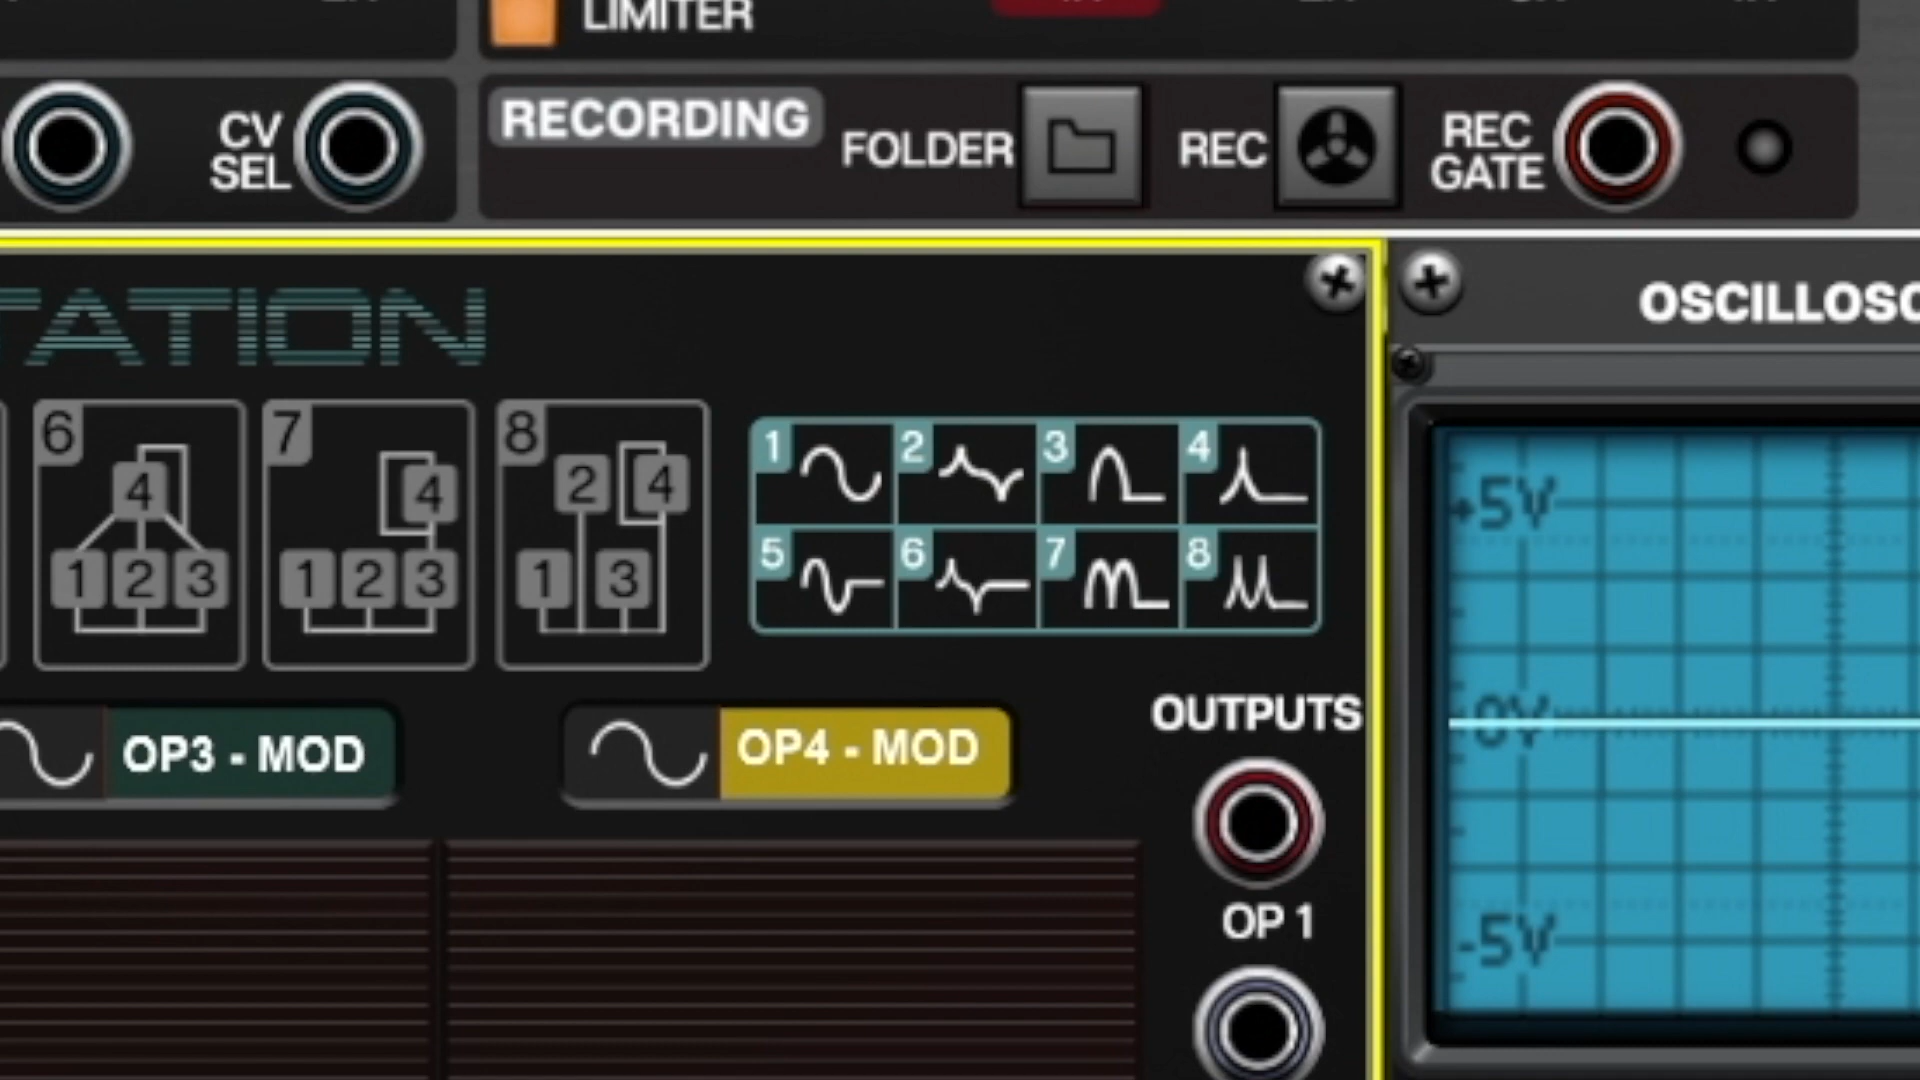 LIMITER
CV
SEL
RECORDING
FOLDER
REC
REC
GATE
TATION
OSCILLOSC
6
4
1 2 3
7
4
1 2 3
8
2 4
1 3
1 2 3 4
5 6 7 8
+5V
0V
-5V
OP3 - MOD
OP4 - MOD
OUTPUTS
OP 1